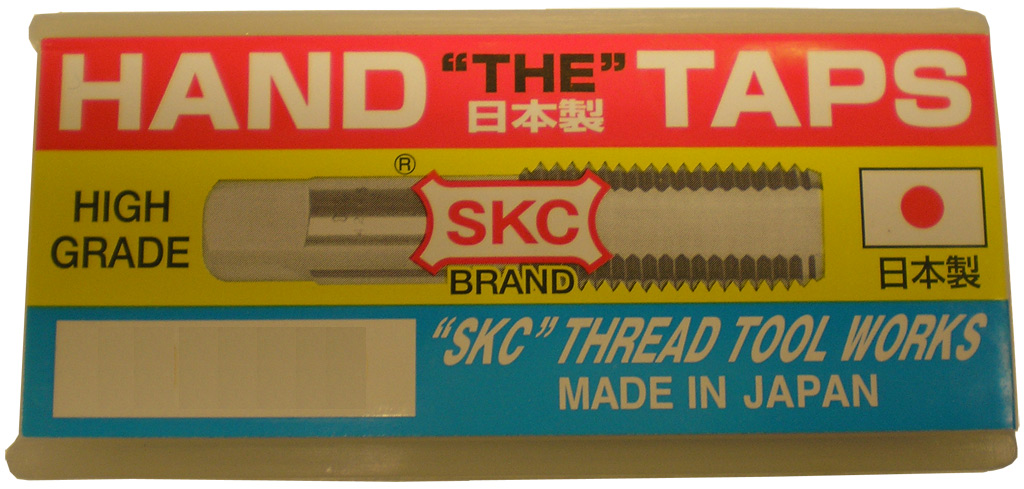 HAND "THE" TAPS
日本製
HIGH
GRADE
®
SKC
BRAND
日本製
"SKC" THREAD TOOL WORKS
MADE IN JAPAN